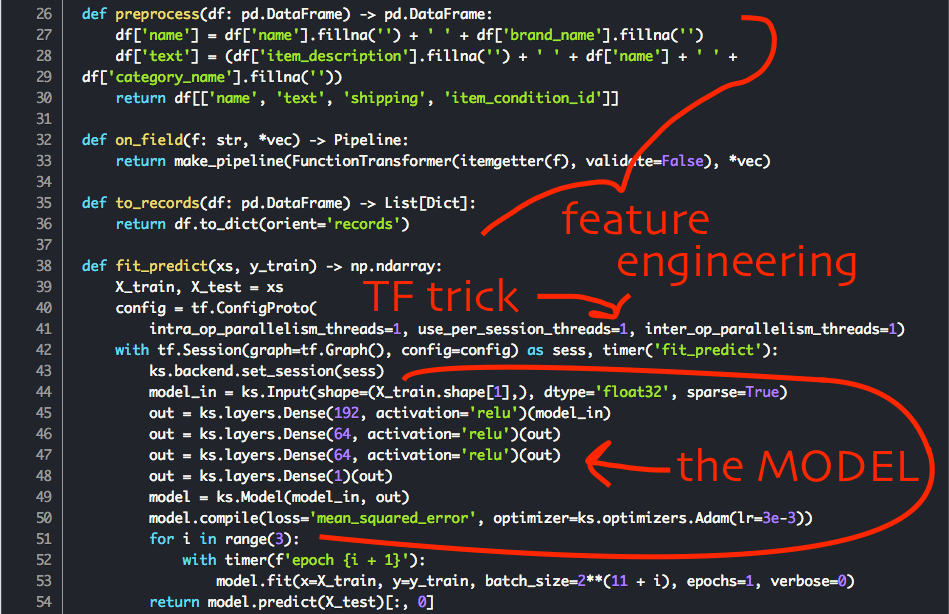 26 def preprocess(df: pd.DataFrame) -> pd.DataFrame:
27     df['name'] = df['name'].fillna('') + ' ' + df['brand_name'].fillna('')
28     df['text'] = (df['item_description'].fillna('') + ' ' + df['name'] + ' ' +
29 df['category_name'].fillna(''))
30     return df[['name', 'text', 'shipping', 'item_condition_id']]
31
32 def on_field(f: str, *vec) -> Pipeline:
33     return make_pipeline(FunctionTransformer(itemgetter(f), validate=False), *vec)
34
35 def to_records(df: pd.DataFrame) -> List[Dict]:
36     return df.to_dict(orient='records')
feature
37
engineering
38 def fit_predict(xs, y_train) -> np.ndarray:
39     X_train, X_test = xs
TF trick
40     config = tf.ConfigProto(
41         intra_op_parallelism_threads=1, use_per_session_threads=1, inter_op_parallelism_threads=1)
42     with tf.Session(graph=tf.Graph(), config=config) as sess, timer('fit_predict'):
43         ks.backend.set_session(sess)
44         model_in = ks.Input(shape=(X_train.shape[1],), dtype='float32', sparse=True)
45         out = ks.layers.Dense(192, activation='relu')(model_in)
46         out = ks.layers.Dense(64, activation='relu')(out)
47         out = ks.layers.Dense(64, activation='relu')(out)
the MODEL
48         out = ks.layers.Dense(1)(out)
49         model = ks.Model(model_in, out)
50         model.compile(loss='mean_squared_error', optimizer=ks.optimizers.Adam(lr=3e-3))
51         for i in range(3):
52             with timer(f'epoch {i + 1}'):
53                 model.fit(x=X_train, y=y_train, batch_size=2**(11 + i), epochs=1, verbose=0)
54         return model.predict(X_test)[:, 0]